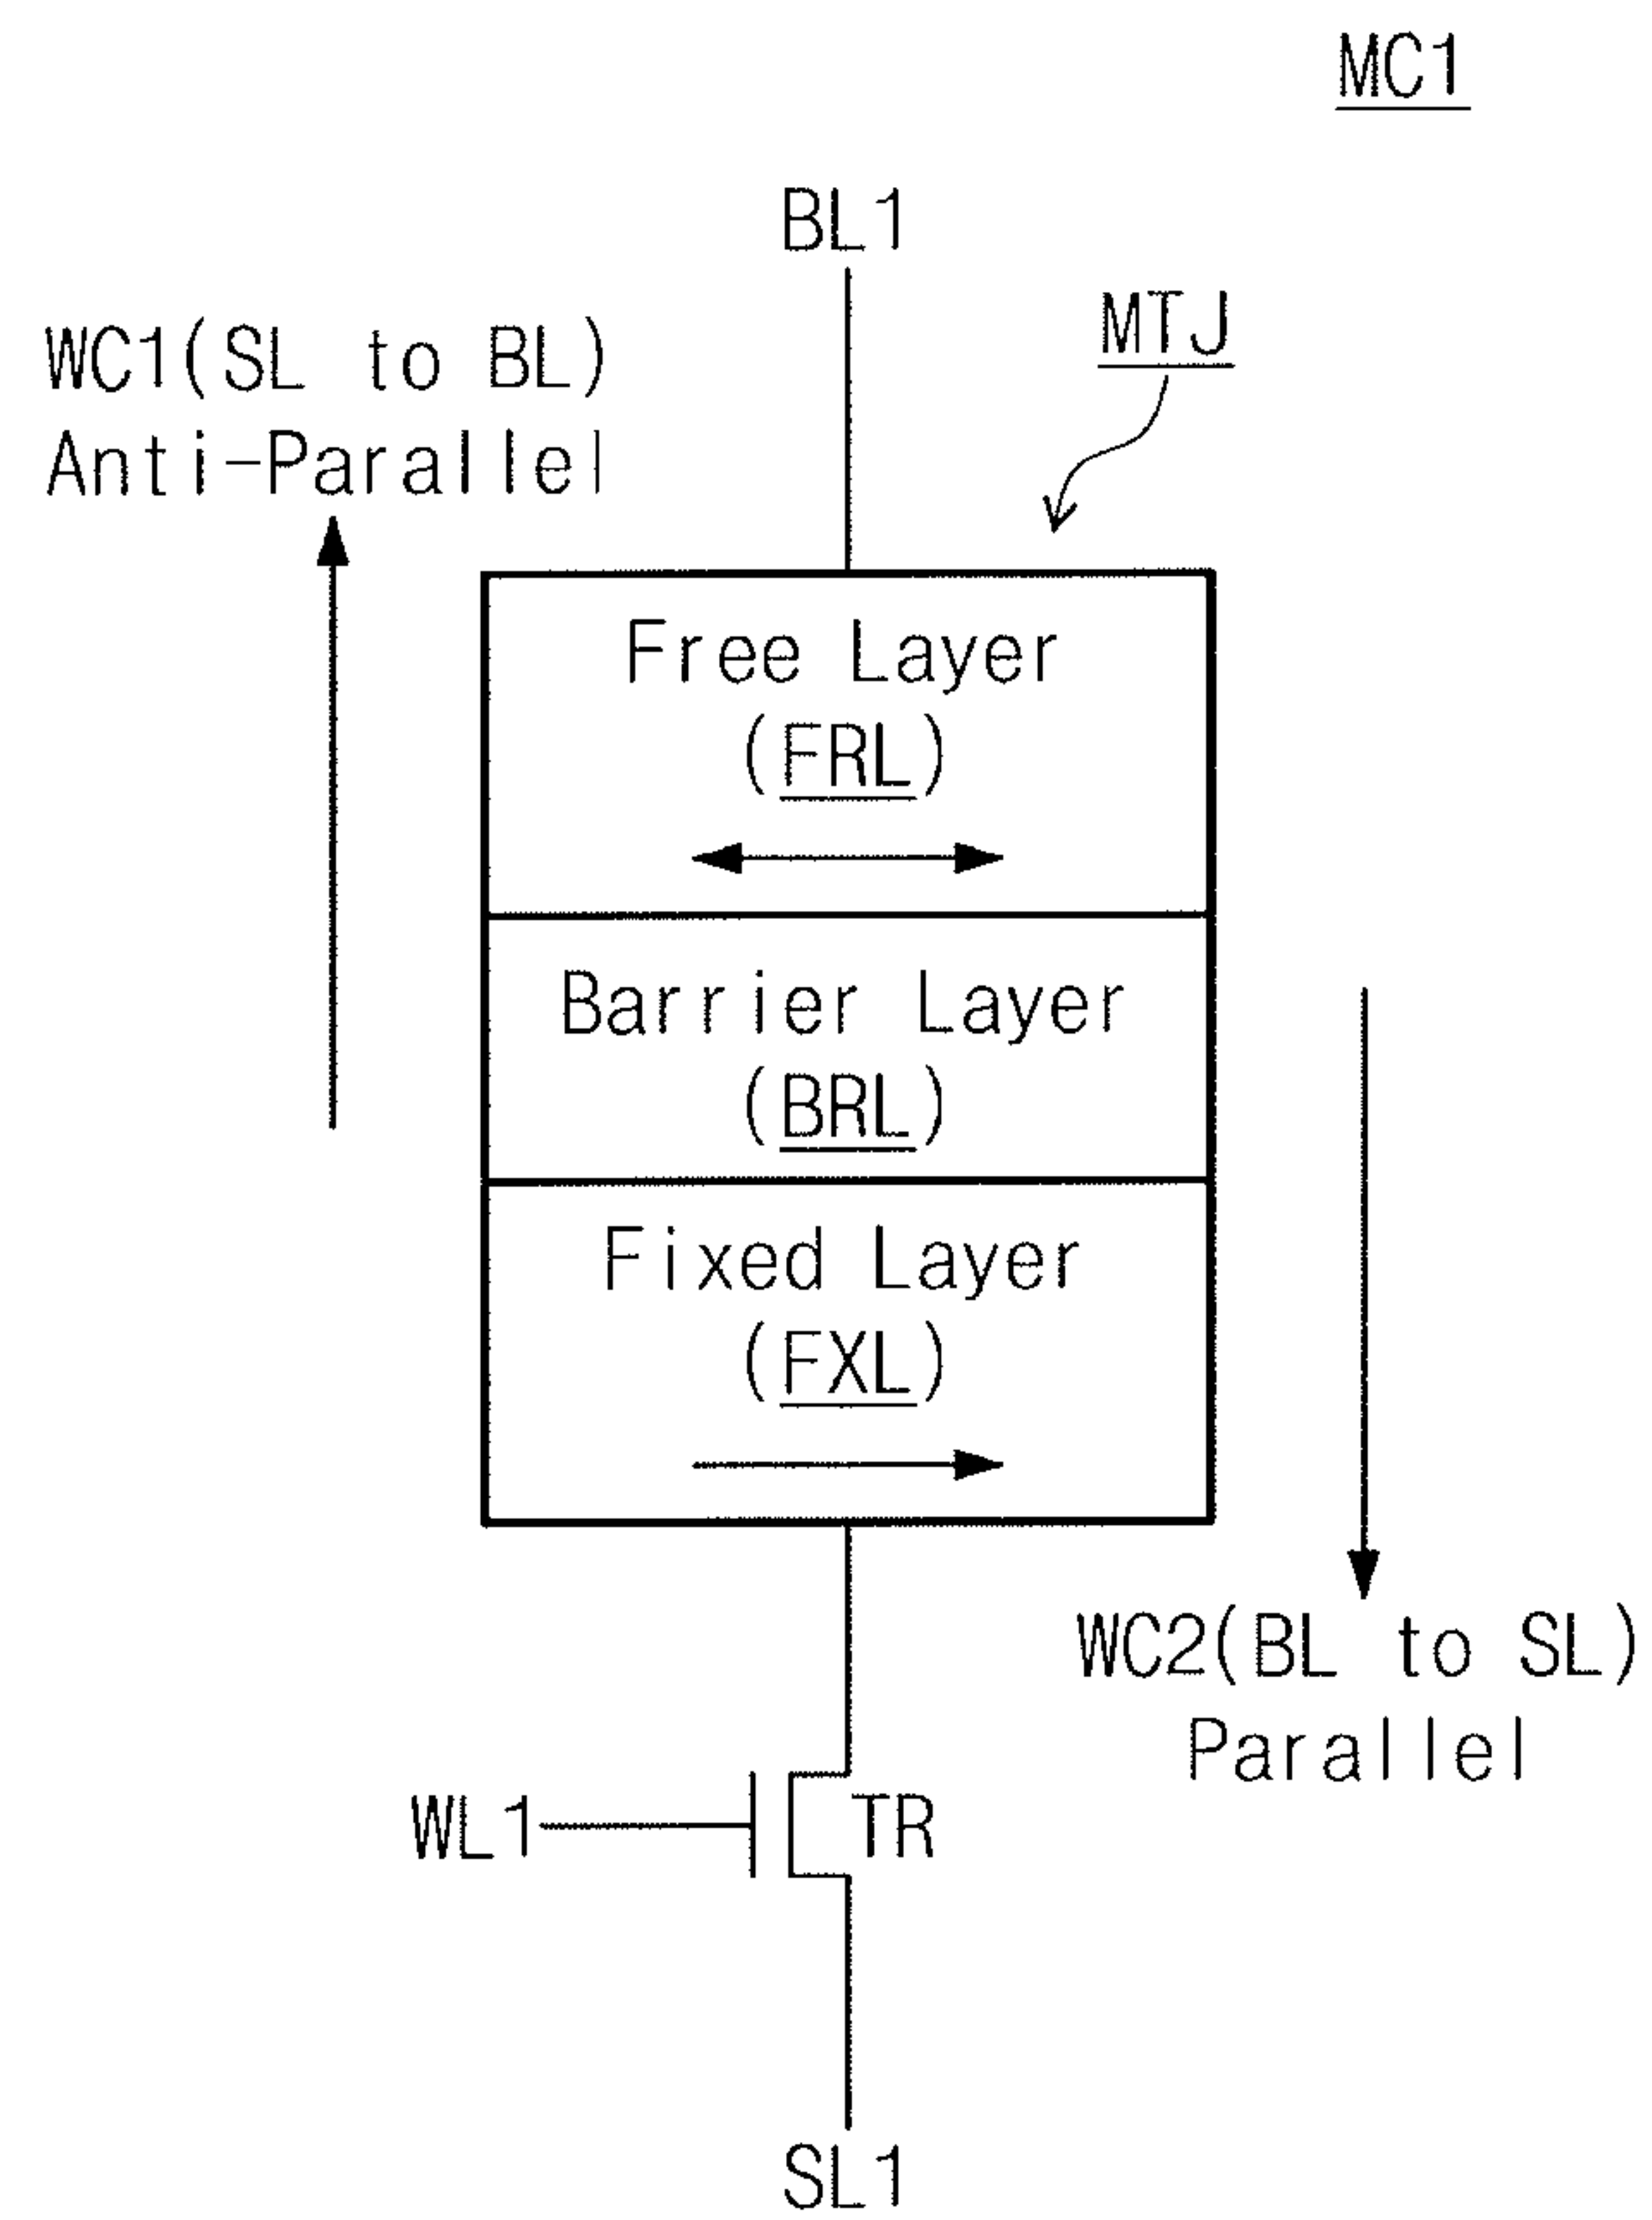 MC1
BL1
MTJ
WC1(SL to BL)
Anti-Parallel
Free Layer
(FRL)
Barrier Layer
(BRL)
Fixed Layer
(FXL)
WC2(BL to SL)
Parallel
WL1
TR
SL1